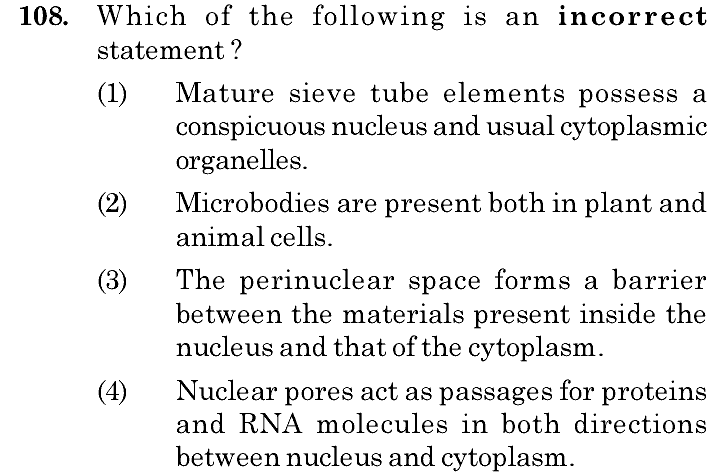 108. Which of the following is an incorrect
statement ?
(1) Mature sieve tube elements possess a
conspicuous nucleus and usual cytoplasmic
organelles.
(2) Microbodies are present both in plant and
animal cells.
(3) The perinuclear space forms a barrier
between the materials present inside the
nucleus and that of the cytoplasm.
(4) Nuclear pores act as passages for proteins
and RNA molecules in both directions
between nucleus and cytoplasm.